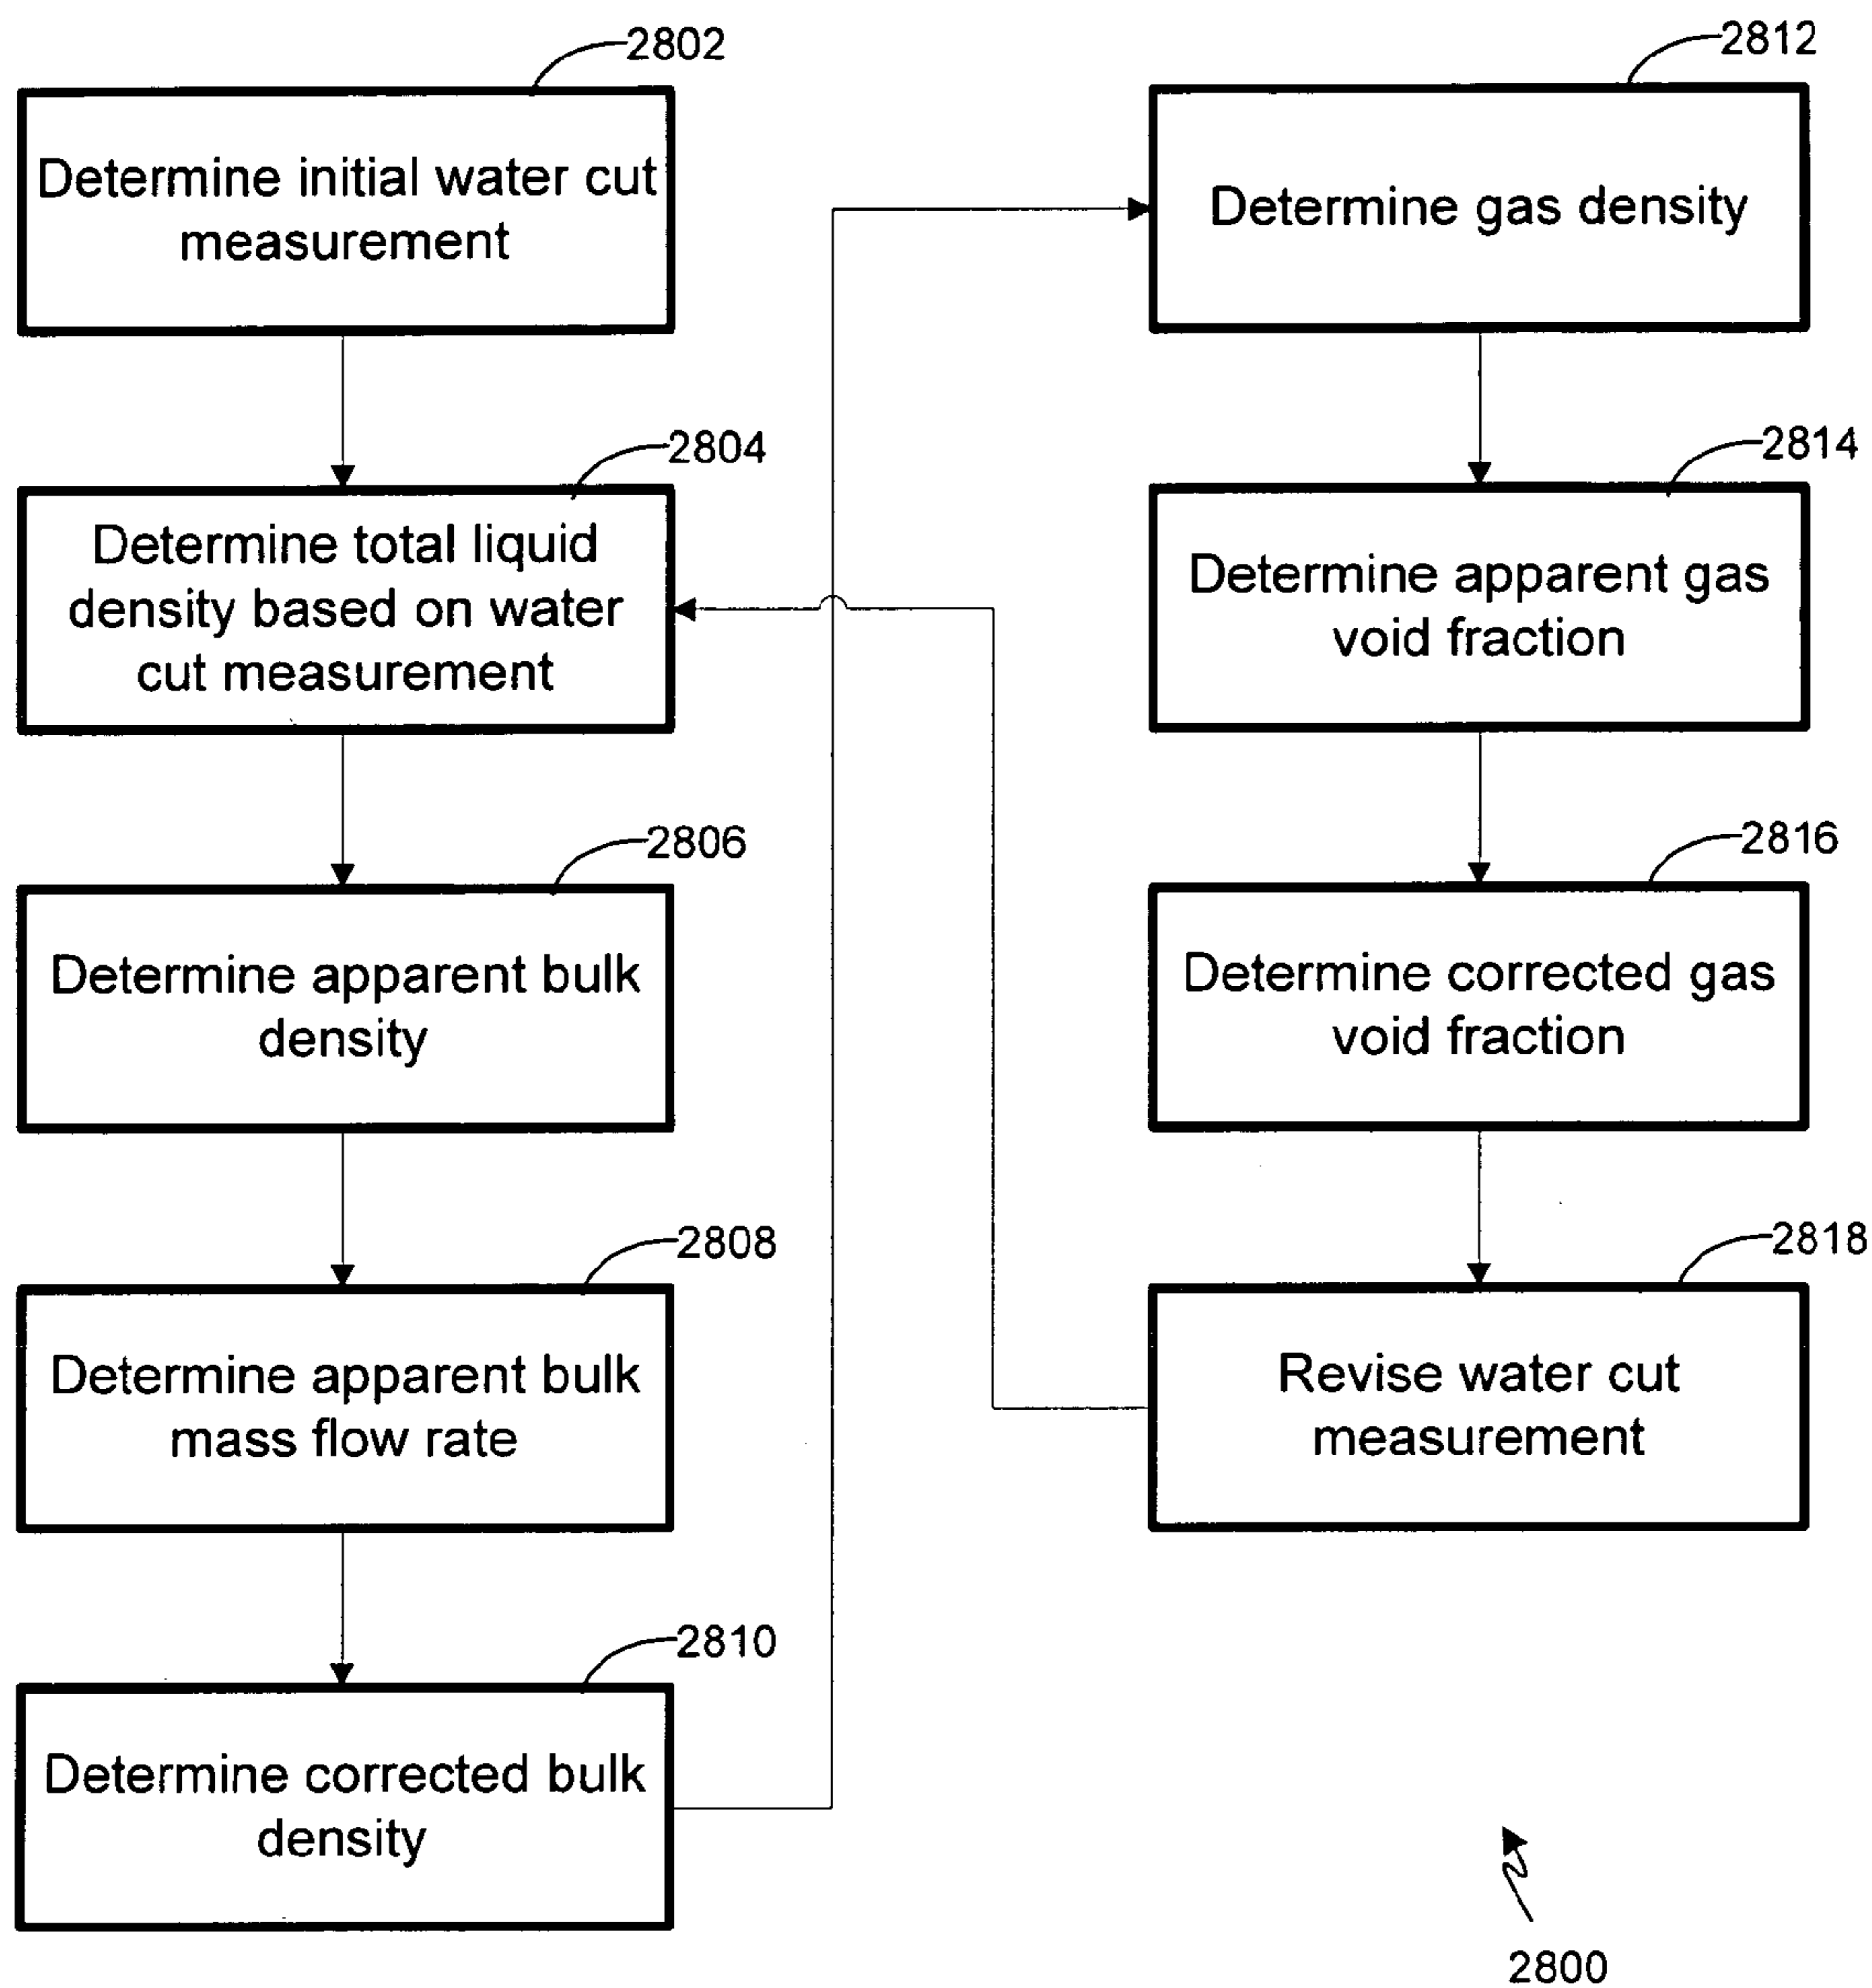 2802
Determine initial water cut
measurement
2804
Determine total liquid
density based on water
cut measurement
2806
Determine apparent bulk
density
2808
Determine apparent bulk
mass flow rate
2810
Determine corrected bulk
density
2812
Determine gas density
2814
Determine apparent gas
void fraction
2816
Determine corrected gas
void fraction
2818
Revise water cut
measurement
2800